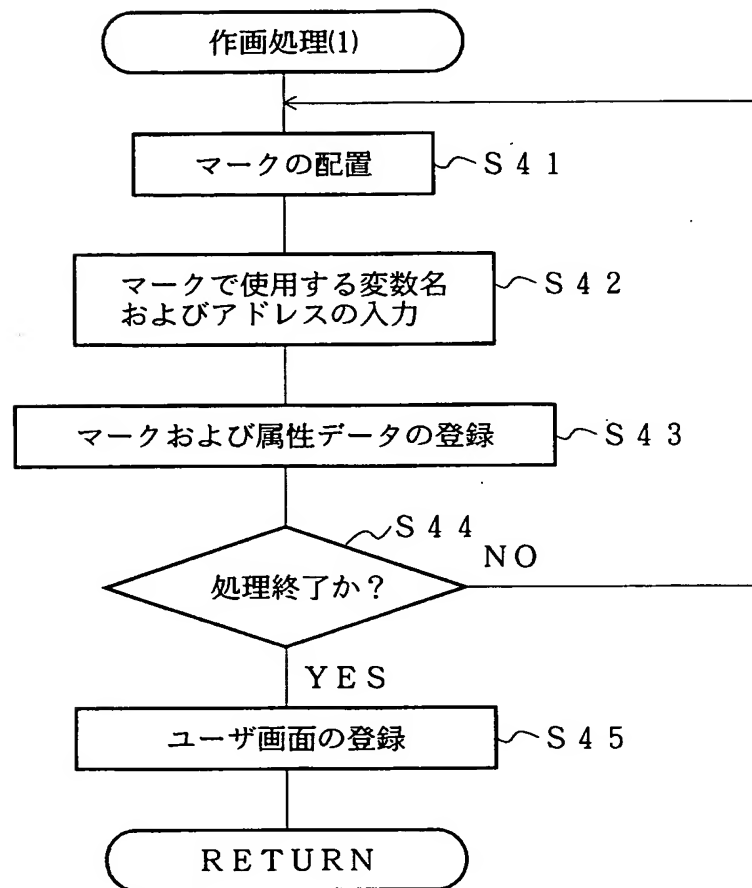 作画処理(1)
マークの配置
S41
マークで使用する変数名
およびアドレスの入力
S42
マークおよび属性データの登録
S43
S44
処理終了か？
NO
YES
ユーザ画面の登録
S45
RETURN